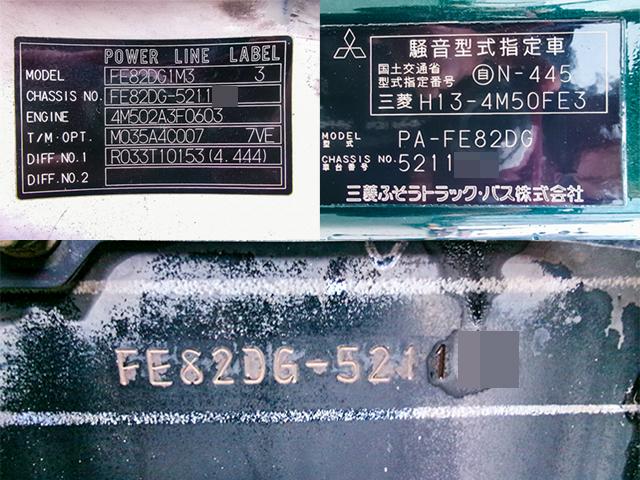 POWER LINE LABEL
MODEL FE82DG1M3 3
CHASSIS NO. FE82DG-5211
ENGINE 4M502A3F0603
T/M・OPT. M035A4C007 7VE
DIFF.NO.1 R033T10153(4.444)
DIFF.NO.2
騒音型式指定車
国土交通省
型式指定番号 自N-445
三菱 H13-4M50FE3
MODEL
型式 PA-FE82DG
CHASSIS NO.
車台番号 5211
三菱ふそうトラック・バス株式会社
FE82DG-5211